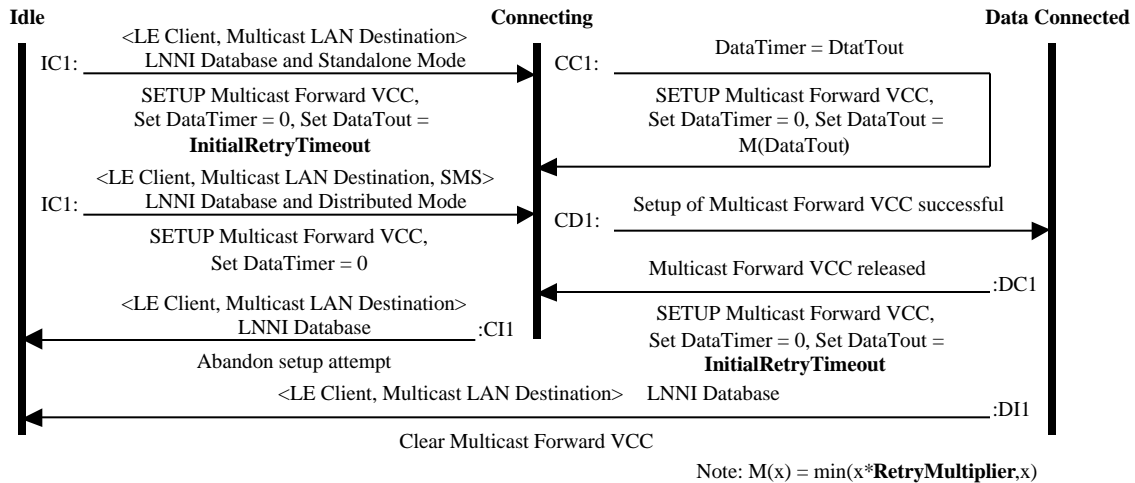 Idle
Connecting
Data Connected
<LE Client, Multicast LAN Destination>
IC1:
LNNI Database and Standalone Mode
SETUP Multicast Forward VCC,
Set DataTimer = 0, Set DataTout =
InitialRetryTimeout
<LE Client, Multicast LAN Destination, SMS>
IC1:
LNNI Database and Distributed Mode
SETUP Multicast Forward VCC,
Set DataTimer = 0
<LE Client, Multicast LAN Destination>
LNNI Database
:CI1
Abandon setup attempt
CC1:
DataTimer = DtatTout
SETUP Multicast Forward VCC,
Set DataTimer = 0, Set DataTout =
M(DataTout)
CD1:
Setup of Multicast Forward VCC successful
Multicast Forward VCC released
:DC1
SETUP Multicast Forward VCC,
Set DataTimer = 0, Set DataTout =
InitialRetryTimeout
<LE Client, Multicast LAN Destination> LNNI Database
:DI1
Clear Multicast Forward VCC
Note: M(x) = min(x*RetryMultiplier,x)